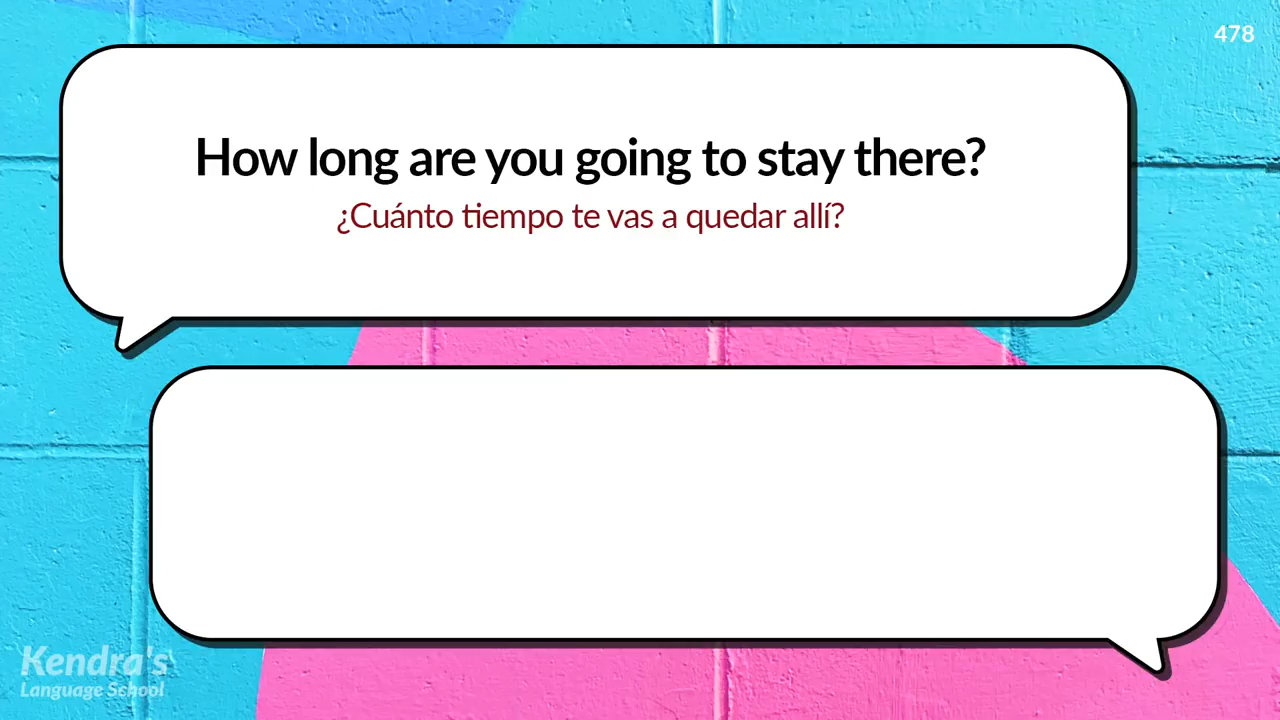 478
How long are you going to stay there?
¿Cuánto tiempo te vas a quedar allí?
Kendra's
Language School